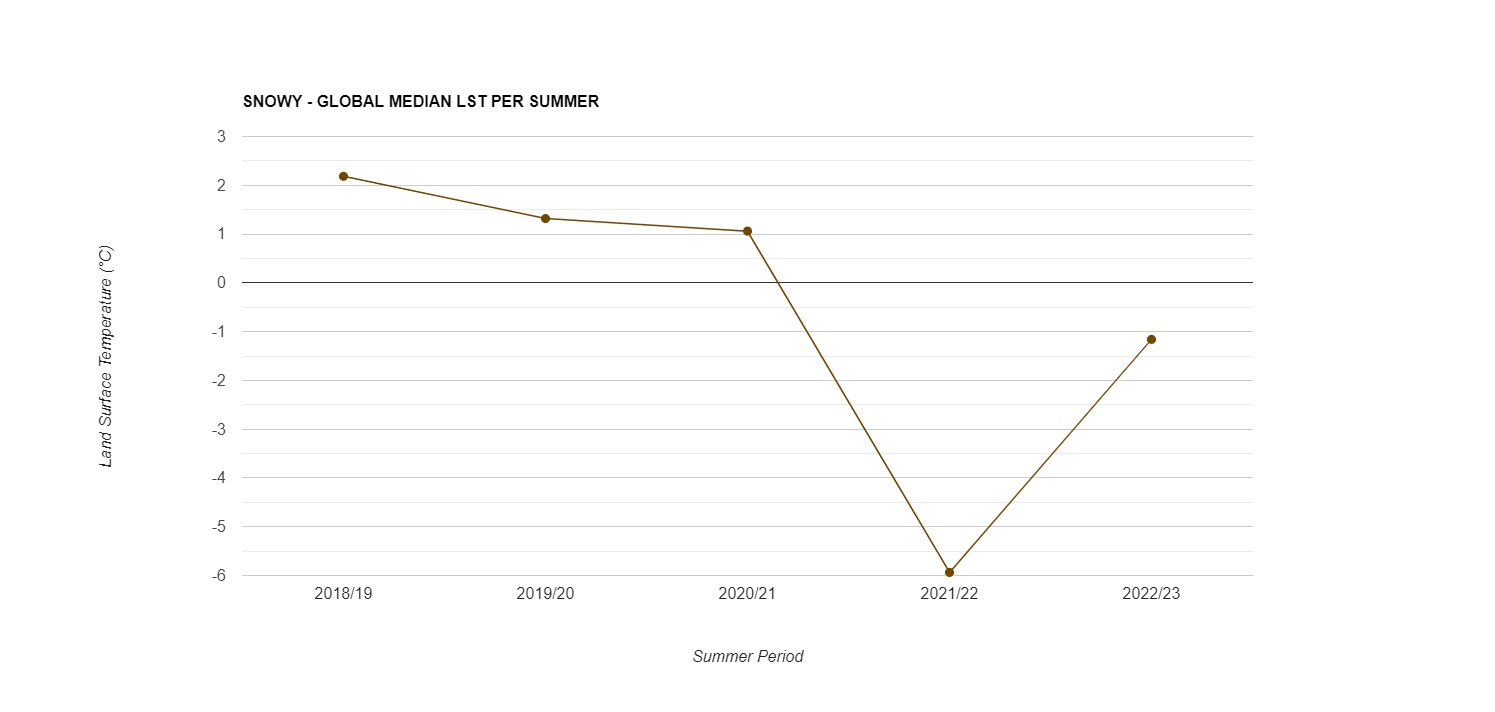 SNOWY - GLOBAL MEDIAN LST PER SUMMER
Land Surface Temperature (°C)
3
2
1
0
-1
-2
-3
-4
-5
-6
2018/19 2019/20 2020/21 2021/22 2022/23
Summer Period